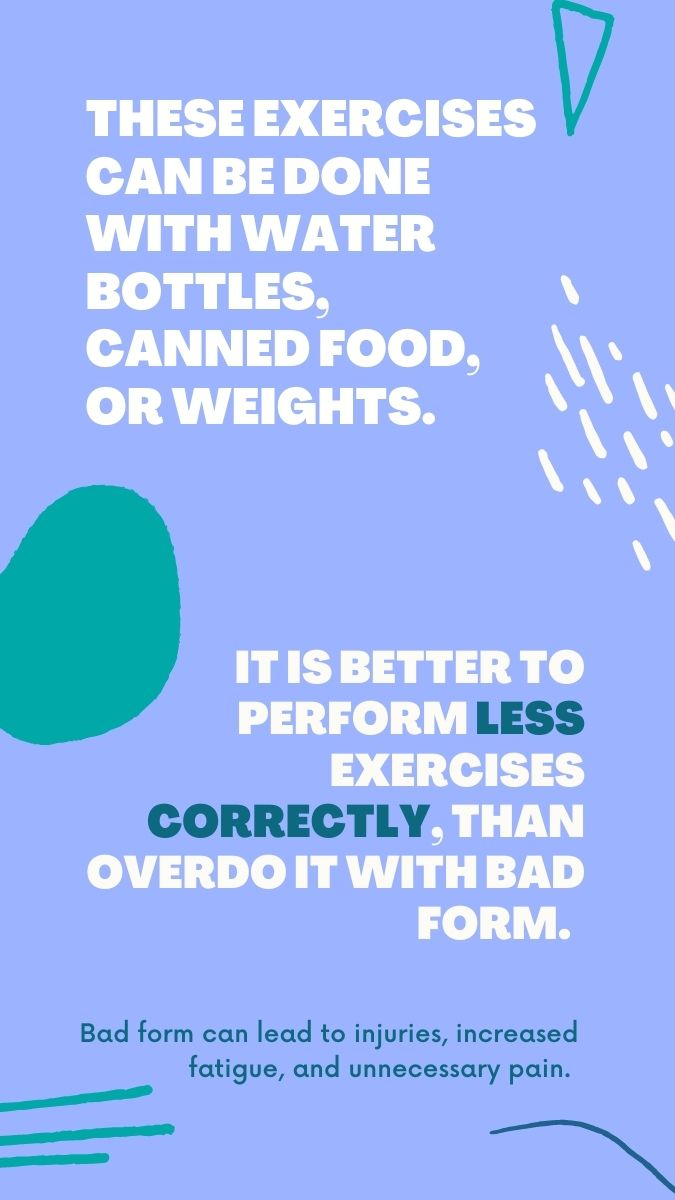 THESE EXERCISES
CAN BE DONE
WITH WATER
BOTTLES,
CANNED FOOD,
OR WEIGHTS.
IT IS BETTER TO
PERFORM LESS
EXERCISES
CORRECTLY, THAN
OVERDO IT WITH BAD
FORM.
Bad form can lead to injuries, increased
fatigue, and unnecessary pain.